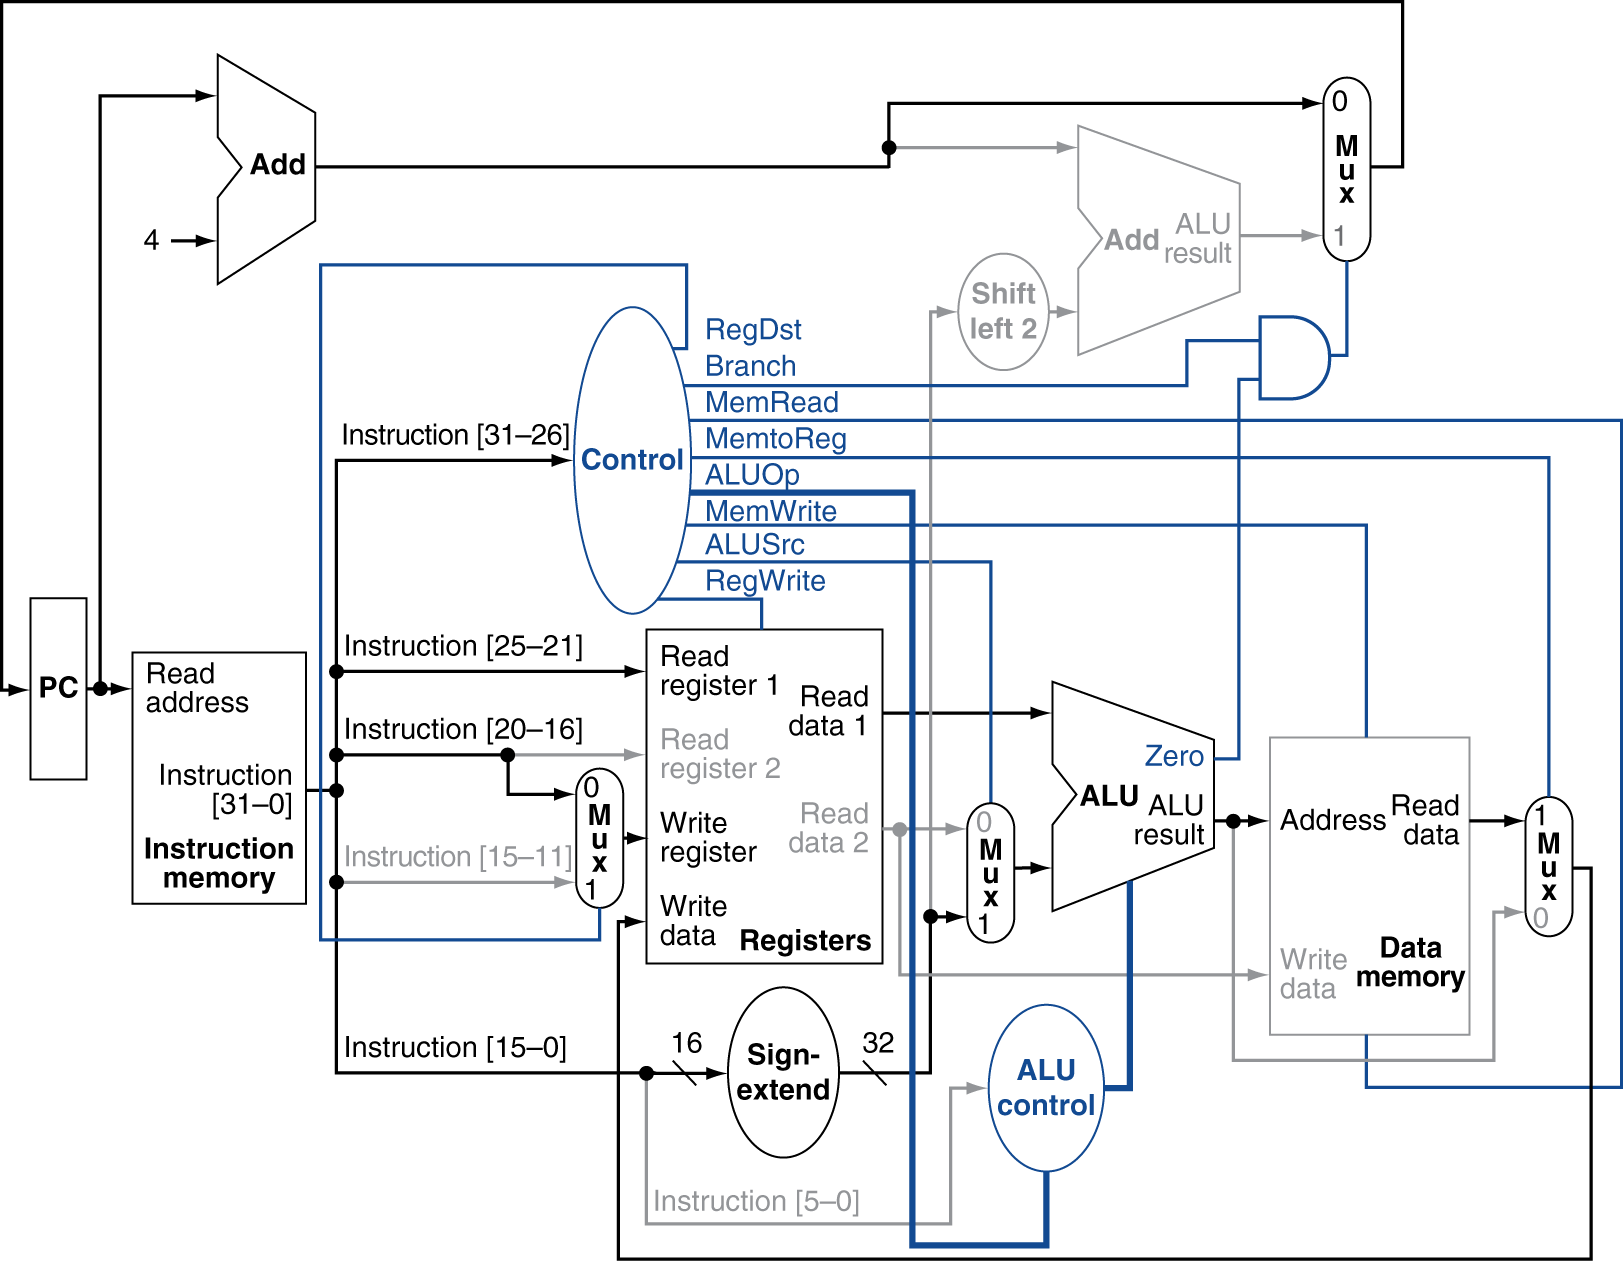 0
M
u
x
1
Add
4
Add
ALU
result
Shift
left 2
RegDst
Branch
MemRead
MemtoReg
ALUOp
MemWrite
ALUSrc
RegWrite
Control
Instruction [31–26]
Instruction [25–21]
Instruction [20–16]
Instruction [15–11]
Instruction [15–0]
Instruction [5–0]
PC
Read
address
Instruction
[31–0]
Instruction
memory
0
M
u
x
1
Read
register 1
Read
register 2
Write
register
Write
data
Read
data 1
Read
data 2
Registers
0
M
u
x
1
Zero
ALU
ALU
result
Address
Read
data
Write
data
Data
memory
1
M
u
x
0
16
Sign-
extend
32
ALU
control